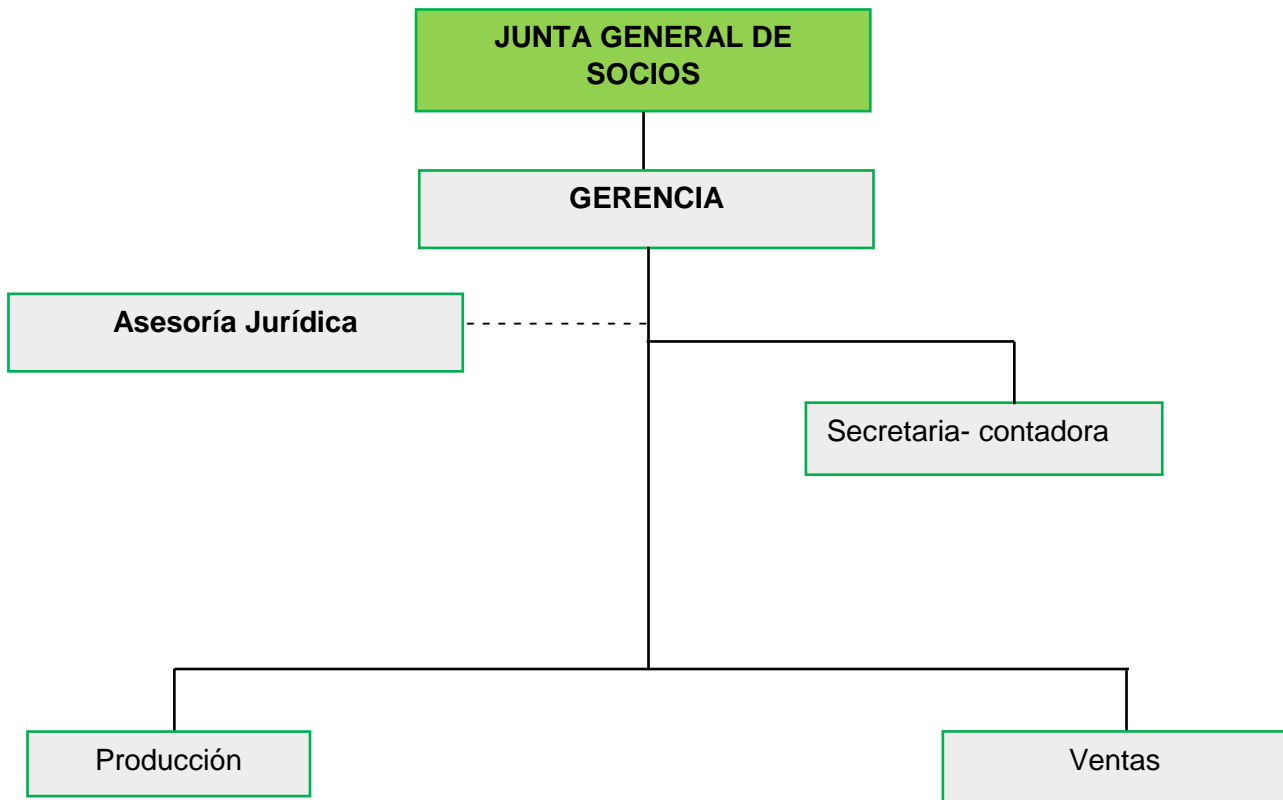 JUNTA GENERAL DE
SOCIOS
GERENCIA
Asesoría Jurídica
Secretaria- contadora
Producción
Ventas